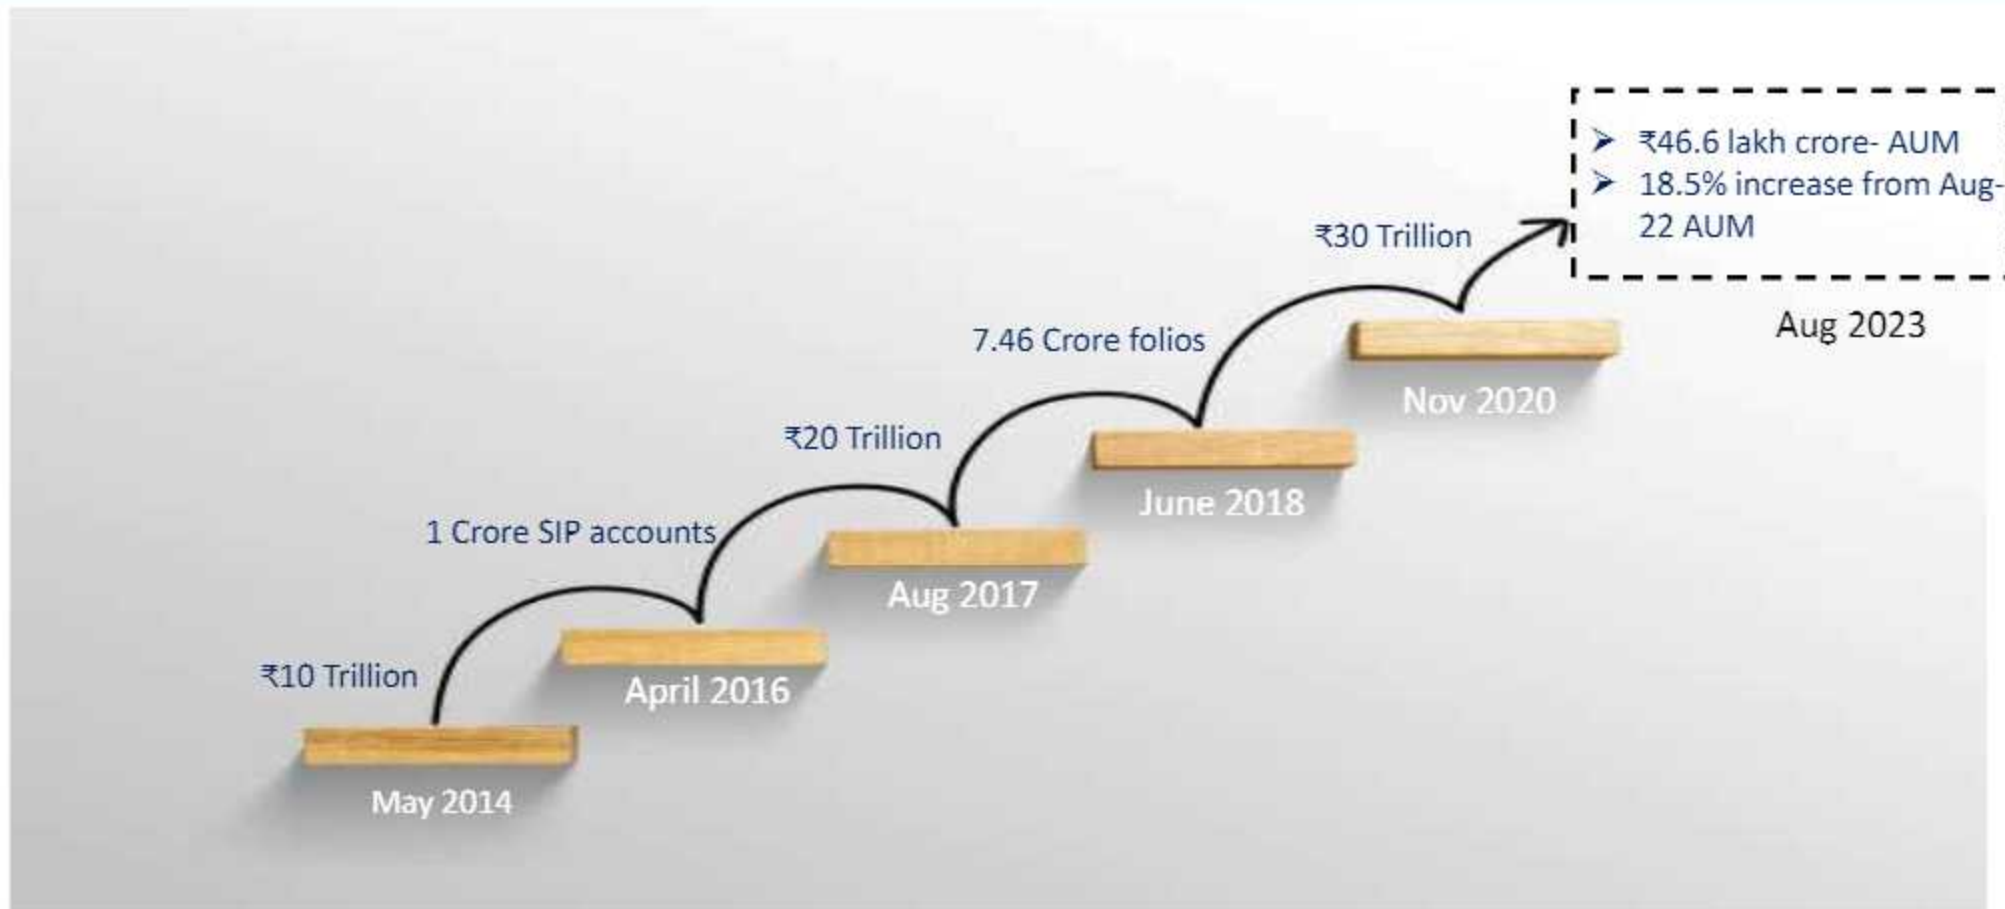 ➢ ₹46.6 lakh crore- AUM
➢ 18.5% increase from Aug-
22 AUM
Aug 2023
₹30 Trillion
Nov 2020
7.46 Crore folios
June 2018
₹20 Trillion
Aug 2017
1 Crore SIP accounts
April 2016
₹10 Trillion
May 2014